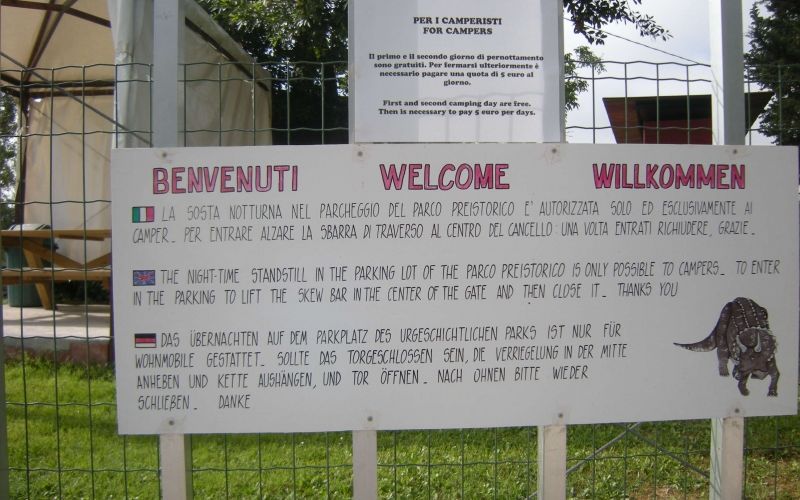 PER I CAMPERISTI
FOR CAMPERS
Il primo e il secondo giorno di pernottamento
sono gratuiti. Per fermarsi ulteriormente è
necessario pagare una quota di 5 euro al
giorno.
First and second camping day are free.
Then is necessary to pay 5 euro per days.
BENVENUTI WELCOME WILLKOMMEN
LA SOSTA NOTTURNA NEL PARCHEGGIO DEL PARCO PREISTORICO E' AUTORIZZATA SOLO ED ESCLUSIVAMENTE AI
CAMPER_ PER ENTRARE ALZARE LA SBARRA DI TRAVERSO AL CENTRO DEL CANCELLO: UNA VOLTA ENTRATI RICHIUDERE, GRAZIE_
THE NIGHT-TIME STANDSTILL IN THE PARKING LOT OF THE PARCO PREISTORICO IS ONLY POSSIBLE TO CAMPERS_ TO ENTER
IN THE PARKING TO LIFT THE SKEW BAR IN THE CENTER OF THE GATE AND THEN CLOSE IT_ THANKS YOU
DAS ÜBERNACHTEN AUF DEM PARKPLATZ DES URGESCHICHTLICHEN PARKS IST NUR FÜR
WOHNMOBILE GESTATTET_ SOLLTE DAS TORGESCHLOSSEN SEIN, DIE VERRIEGELUNG IN DER MITTE
ANHEBEN UND KETTE AUSHÄNGEN, UND TOR ÖFFNEN_ NACH OHNEN BITTE WIEDER
SCHLIEßEN_ DANKE